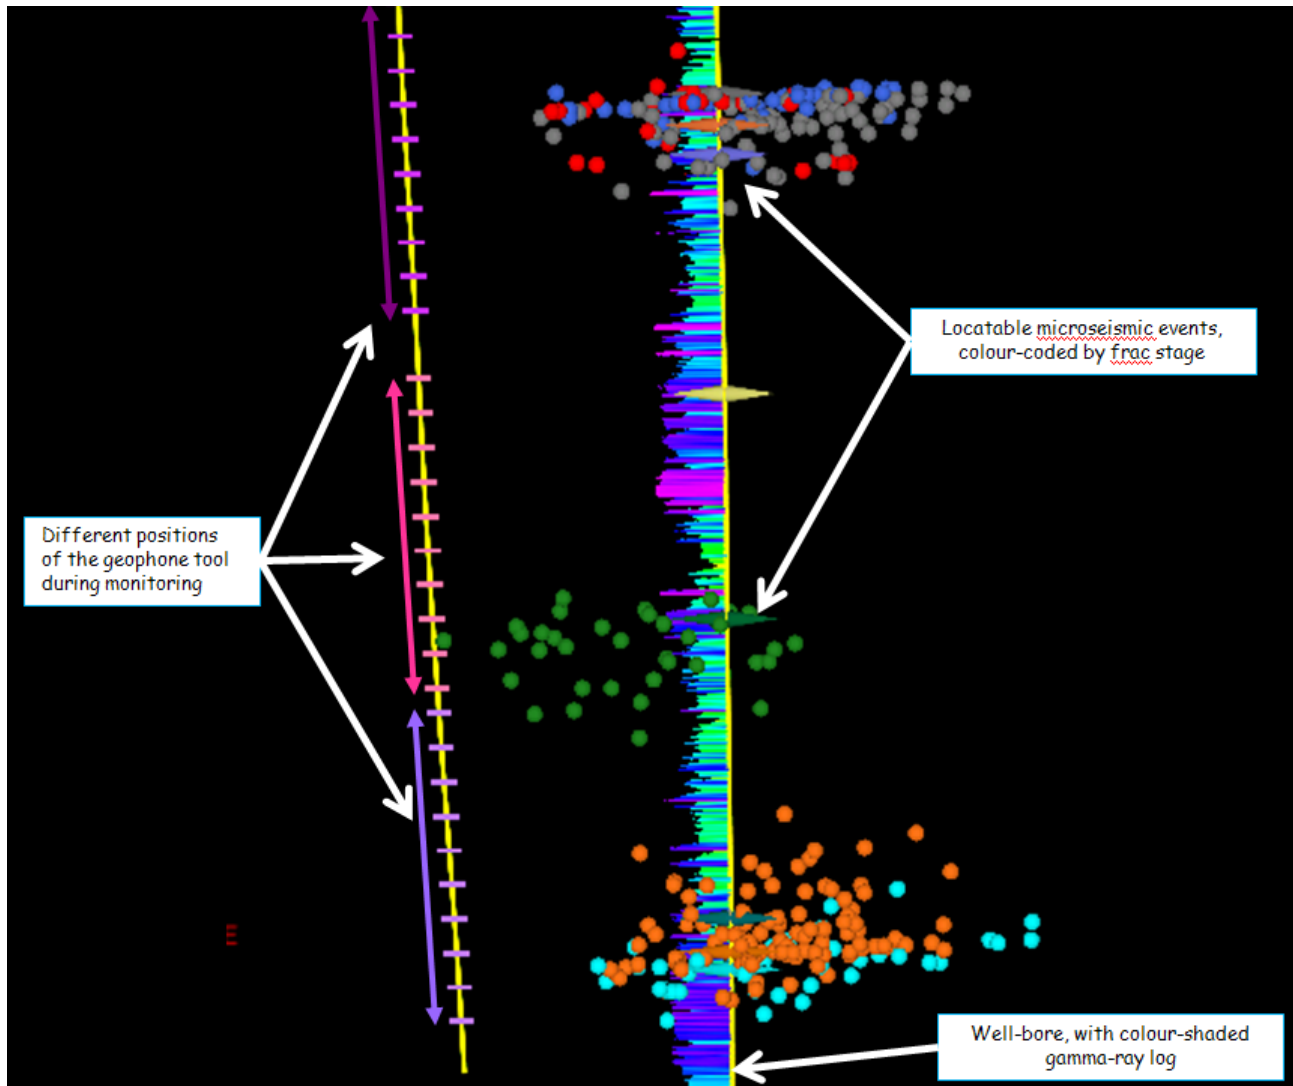 Locatable microseismic events,
colour-coded by frac stage
Different positions
of the geophone tool
during monitoring
Well-bore, with colour-shaded
gamma-ray log